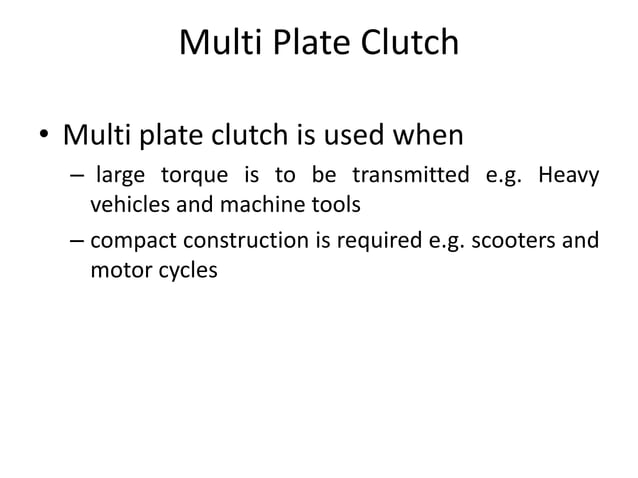 Multi Plate Clutch
• Multi plate clutch is used when
– large torque is to be transmitted e.g. Heavy
vehicles and machine tools
– compact construction is required e.g. scooters and
motor cycles